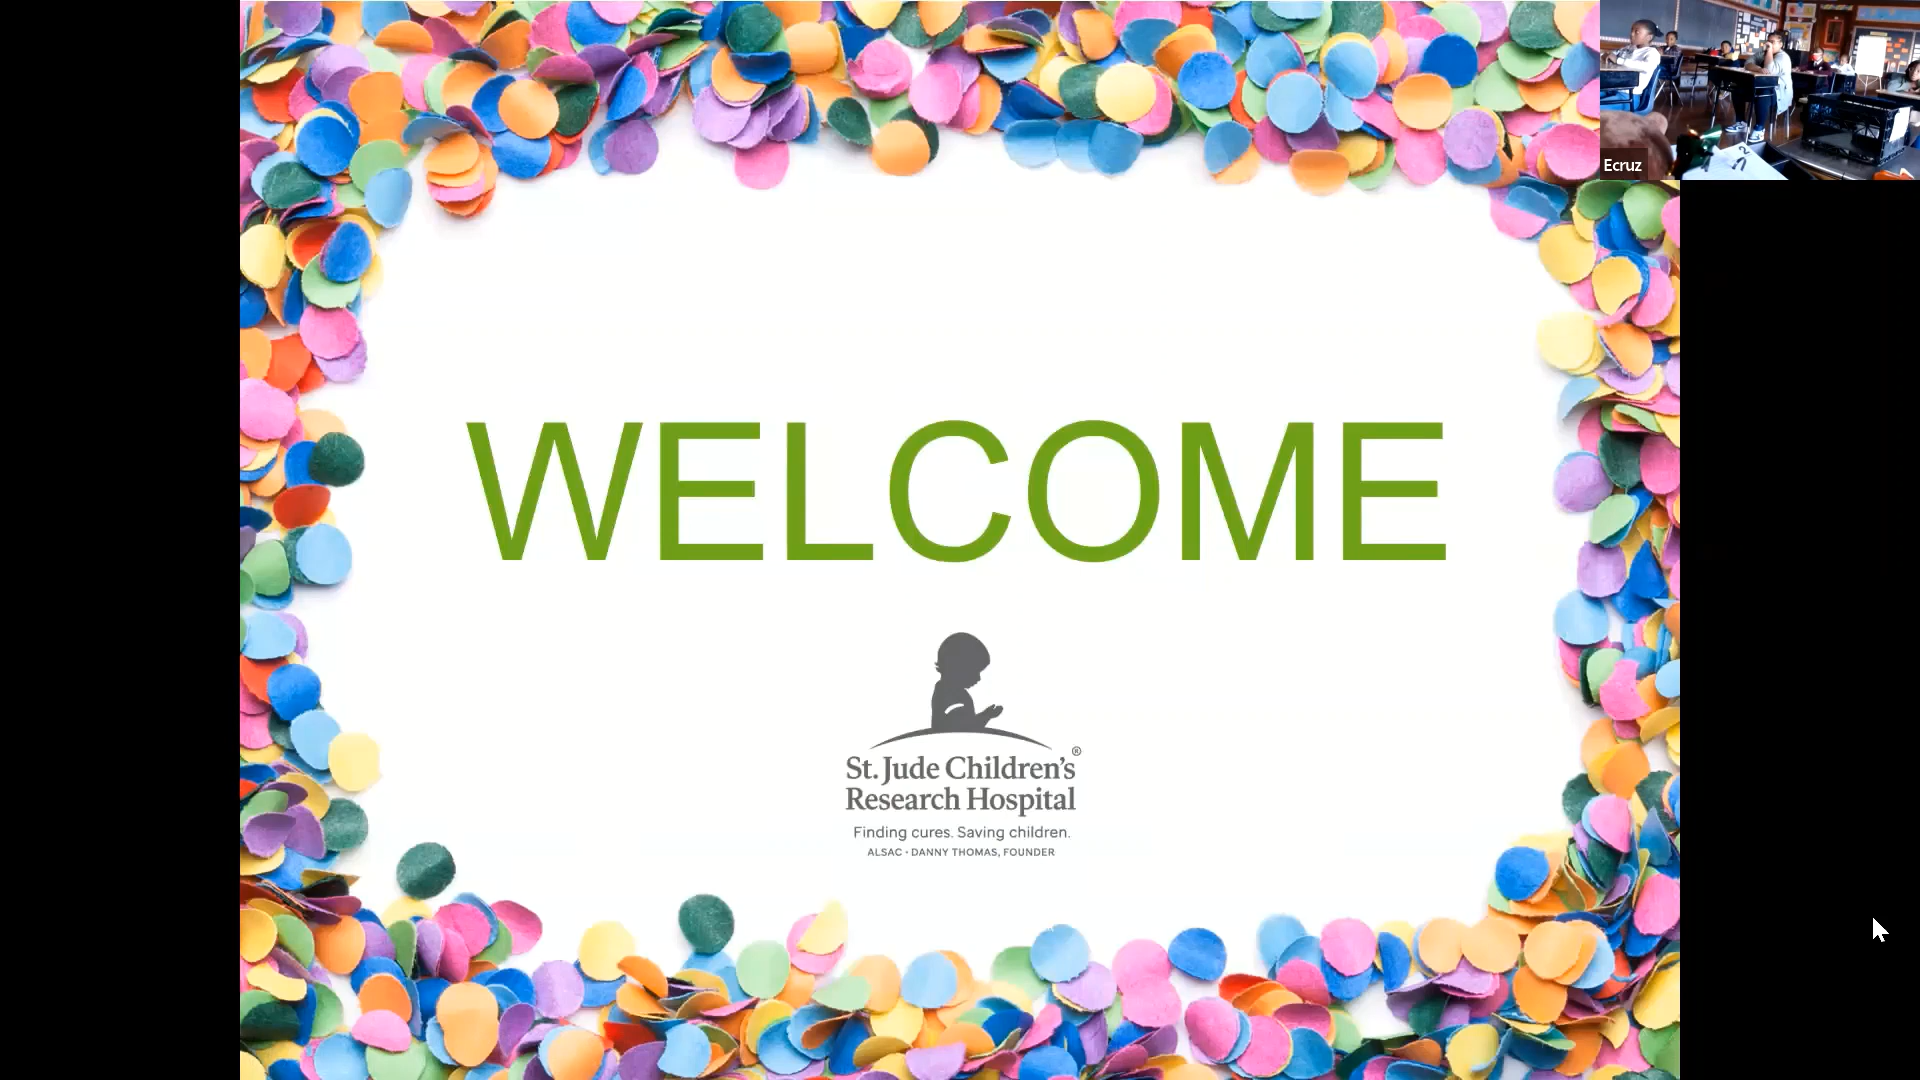 Ecruz
WELCOME
St. Jude Children's
Research Hospital
®
Finding cures. Saving children.
ALSAC • DANNY THOMAS, FOUNDER